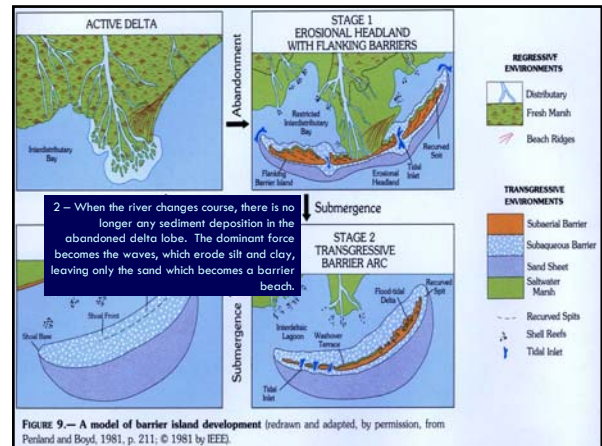 ACTIVE DELTA
Interdistributary
Bay
Abandonment
STAGE 1
EROSIONAL HEADLAND
WITH FLANKING BARRIERS
Restricted
Interdistributary
Bay
Flanking
Barrier Island
Erosional
Headland
Tidal
Inlet
Recurved
Spit
REGRESSIVE
ENVIRONMENTS
Distributary
Fresh Marsh
Beach Ridges
2 – When the river changes course, there is no
longer any sediment deposition in the
abandoned delta lobe. The dominant force
becomes the waves, which erode silt and clay,
leaving only the sand which becomes a barrier
beach.
Submergence
Shoal Front
Shoal Base
Submergence
STAGE 2
TRANSGRESSIVE
BARRIER ARC
Interdeltaic
Lagoon
Flood-tidal
Delta
Recurved
Spit
Washover
Terrace
Tidal
Inlet
TRANSGRESSIVE
ENVIRONMENTS
Subaerial Barrier
Subaqueous Barrier
Sand Sheet
Saltwater
Marsh
Recurved Spits
Shell Reefs
Tidal Inlet
FIGURE 9.— A model of barrier island development (redrawn and adapted, by permission, from
Penland and Boyd, 1981, p. 211; © 1981 by IEEE).